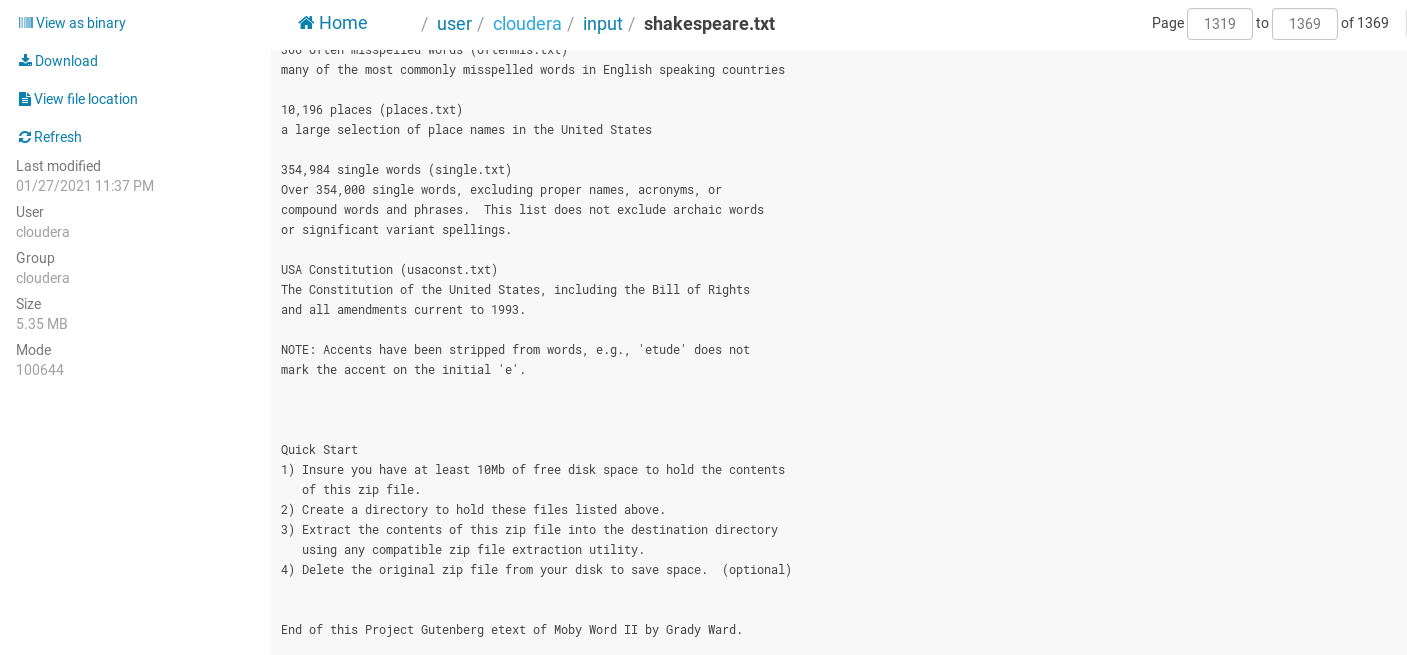 View as binary
Download
View file location
Refresh
Last modified
01/27/2021 11:37 PM
User
cloudera
Group
cloudera
Size
5.35 MB
Mode
100644
Home / user / cloudera / input / shakespeare.txt
Page 1319 to 1369 of 1369
366 often misspelled words (oftenmis.txt)
many of the most commonly misspelled words in English speaking countries
10,196 places (places.txt)
a large selection of place names in the United States
354,984 single words (single.txt)
Over 354,000 single words, excluding proper names, acronyms, or
compound words and phrases.  This list does not exclude archaic words
or significant variant spellings.
USA Constitution (usaconst.txt)
The Constitution of the United States, including the Bill of Rights
and all amendments current to 1993.
NOTE: Accents have been stripped from words, e.g., 'etude' does not
mark the accent on the initial 'e'.
Quick Start
1) Insure you have at least 10Mb of free disk space to hold the contents
of this zip file.
2) Create a directory to hold these files listed above.
3) Extract the contents of this zip file into the destination directory
using any compatible zip file extraction utility.
4) Delete the original zip file from your disk to save space.  (optional)
End of this Project Gutenberg etext of Moby Word II by Grady Ward.